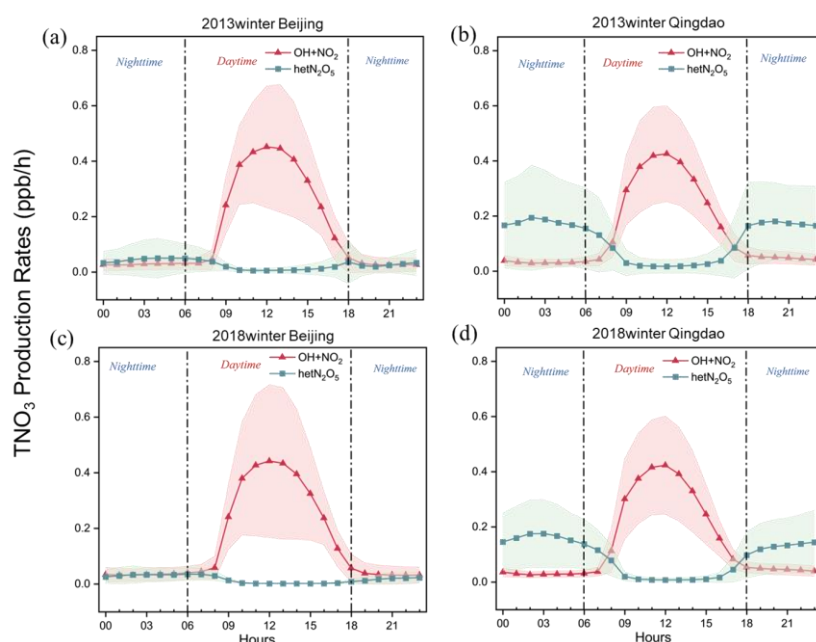 TNO₃ Production Rates (ppb/h)
(a)
2013winter Beijing
OH+NO₂
hetN₂O₅
Nighttime
Daytime
Nighttime
0.8
0.6
0.4
0.2
0.0
00 03 06 09 12 15 18 21
(b)
2013winter Qingdao
OH+NO₂
hetN₂O₅
Nighttime
Daytime
Nighttime
0.8
0.6
0.4
0.2
0.0
00 03 06 09 12 15 18 21
(c)
2018winter Beijing
OH+NO₂
hetN₂O₅
Nighttime
Daytime
Nighttime
0.8
0.6
0.4
0.2
0.0
00 03 06 09 12 15 18 21
Hours
(d)
2018winter Qingdao
OH+NO₂
hetN₂O₅
Nighttime
Daytime
Nighttime
0.8
0.6
0.4
0.2
0.0
00 03 06 09 12 15 18 21
Hours